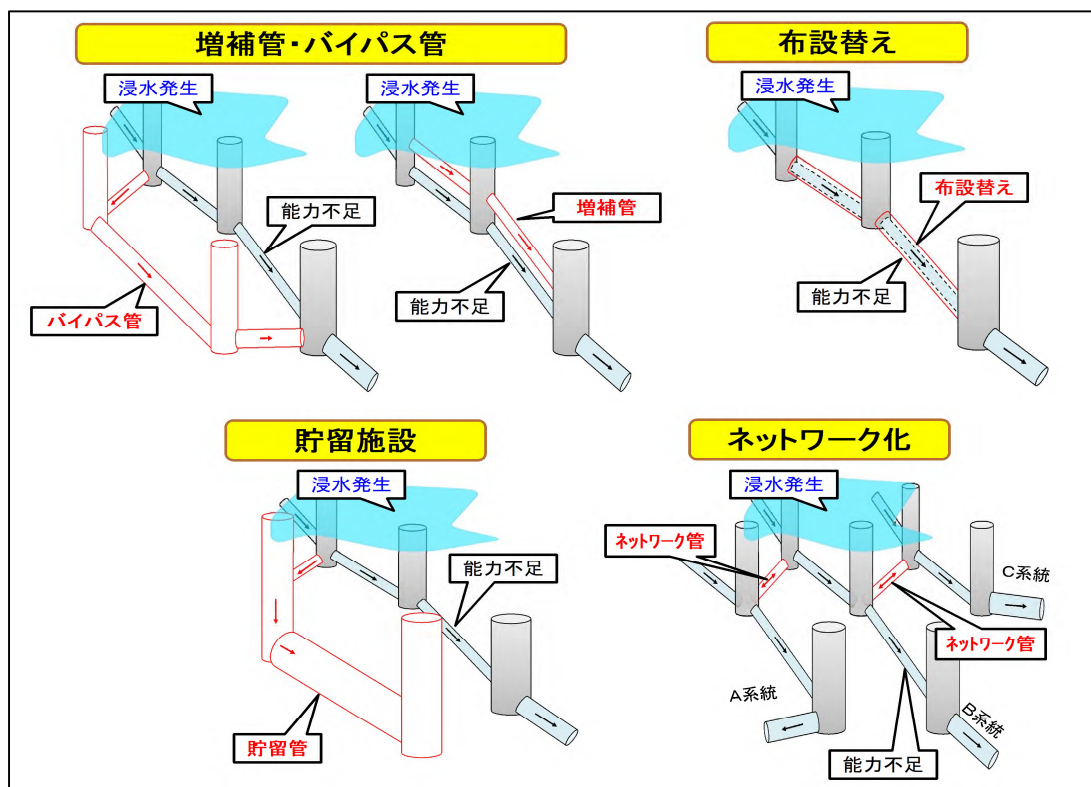 増補管・バイパス管
浸水発生
能力不足
バイパス管
浸水発生
増補管
能力不足
布設替え
浸水発生
布設替え
能力不足
貯留施設
浸水発生
能力不足
貯留管
ネットワーク化
浸水発生
ネットワーク管
C系統
ネットワーク管
A系統
B系統
能力不足